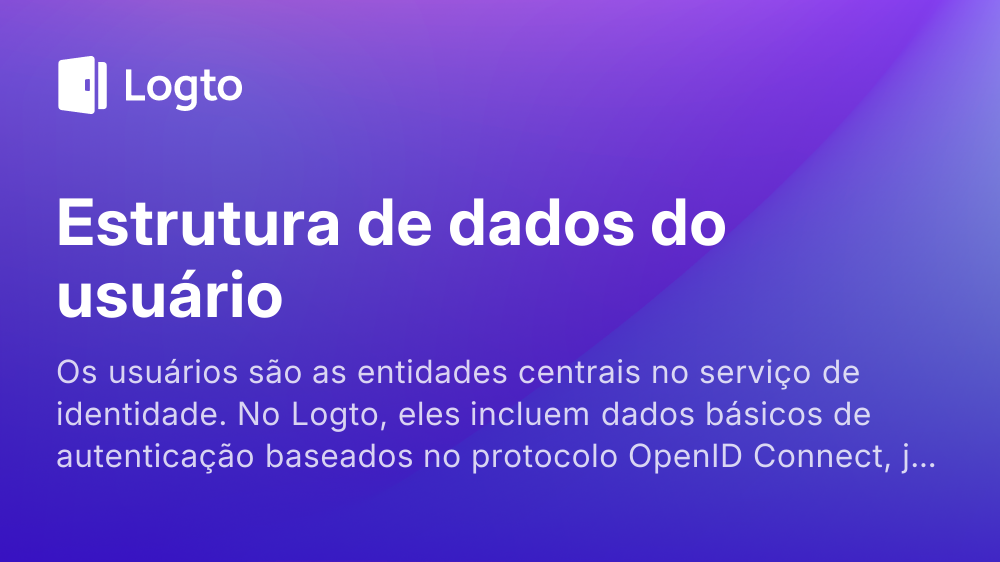 Logto
Estrutura de dados do
usuário
Os usuários são as entidades centrais no serviço de
identidade. No Logto, eles incluem dados básicos de
autenticação baseados no protocolo OpenID Connect, j...